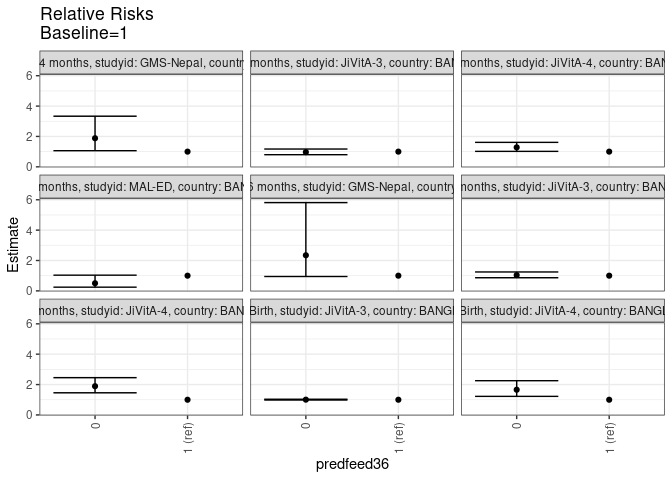 Relative Risks
Baseline=1
4 months, studyid: GMS-Nepal, countr
months, studyid: JiVitA-3, country: BAN
months, studyid: JiVitA-4, country: BAN
6
4
2
0
months, studyid: MAL-ED, country: BAN
6 months, studyid: GMS-Nepal, country
months, studyid: JiVitA-3, country: BAN
6
4
2
0
months, studyid: JiVitA-4, country: BAN
Birth, studyid: JiVitA-3, country: BANGL
Birth, studyid: JiVitA-4, country: BANGL
6
4
2
0
Estimate
0
1 (ref)
0
1 (ref)
0
1 (ref)
predfeed36